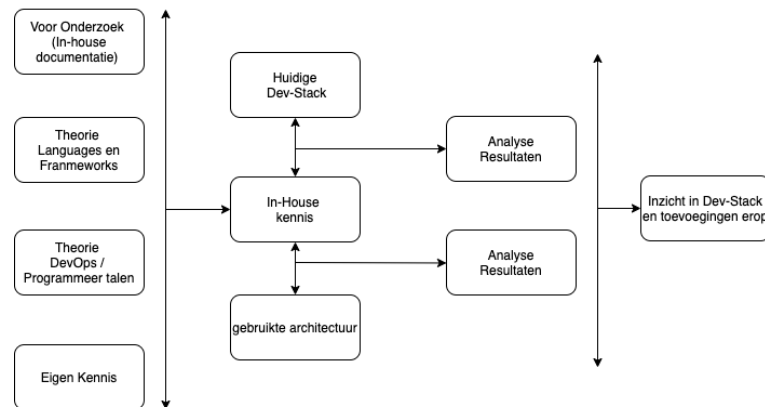 Voor Onderzoek
(In-house
documentatie)
Theorie
Languages en
Franmeworks
Theorie
DevOps /
Programmeer talen
Eigen Kennis
Huidige
Dev-Stack
In-House
kennis
gebruikte architectuur
Analyse
Resultaten
Analyse
Resultaten
Inzicht in Dev-Stack
en toevoegingen erop